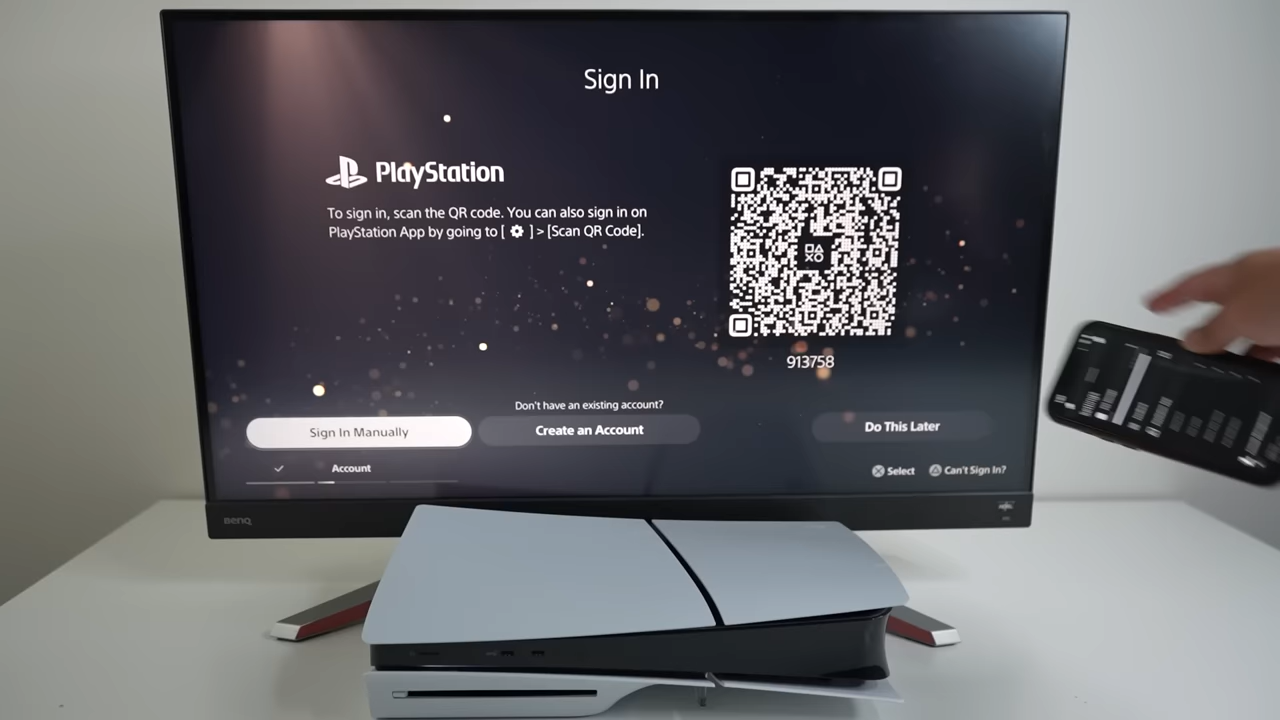 Sign In
PlayStation
To sign in, scan the QR code. You can also sign in on
PlayStation App by going to [ ⚙ ] > [Scan QR Code].
913758
Don't have an existing account?
Sign In Manually
Create an Account
Do This Later
Account
Select
Can't Sign In?
BenQ